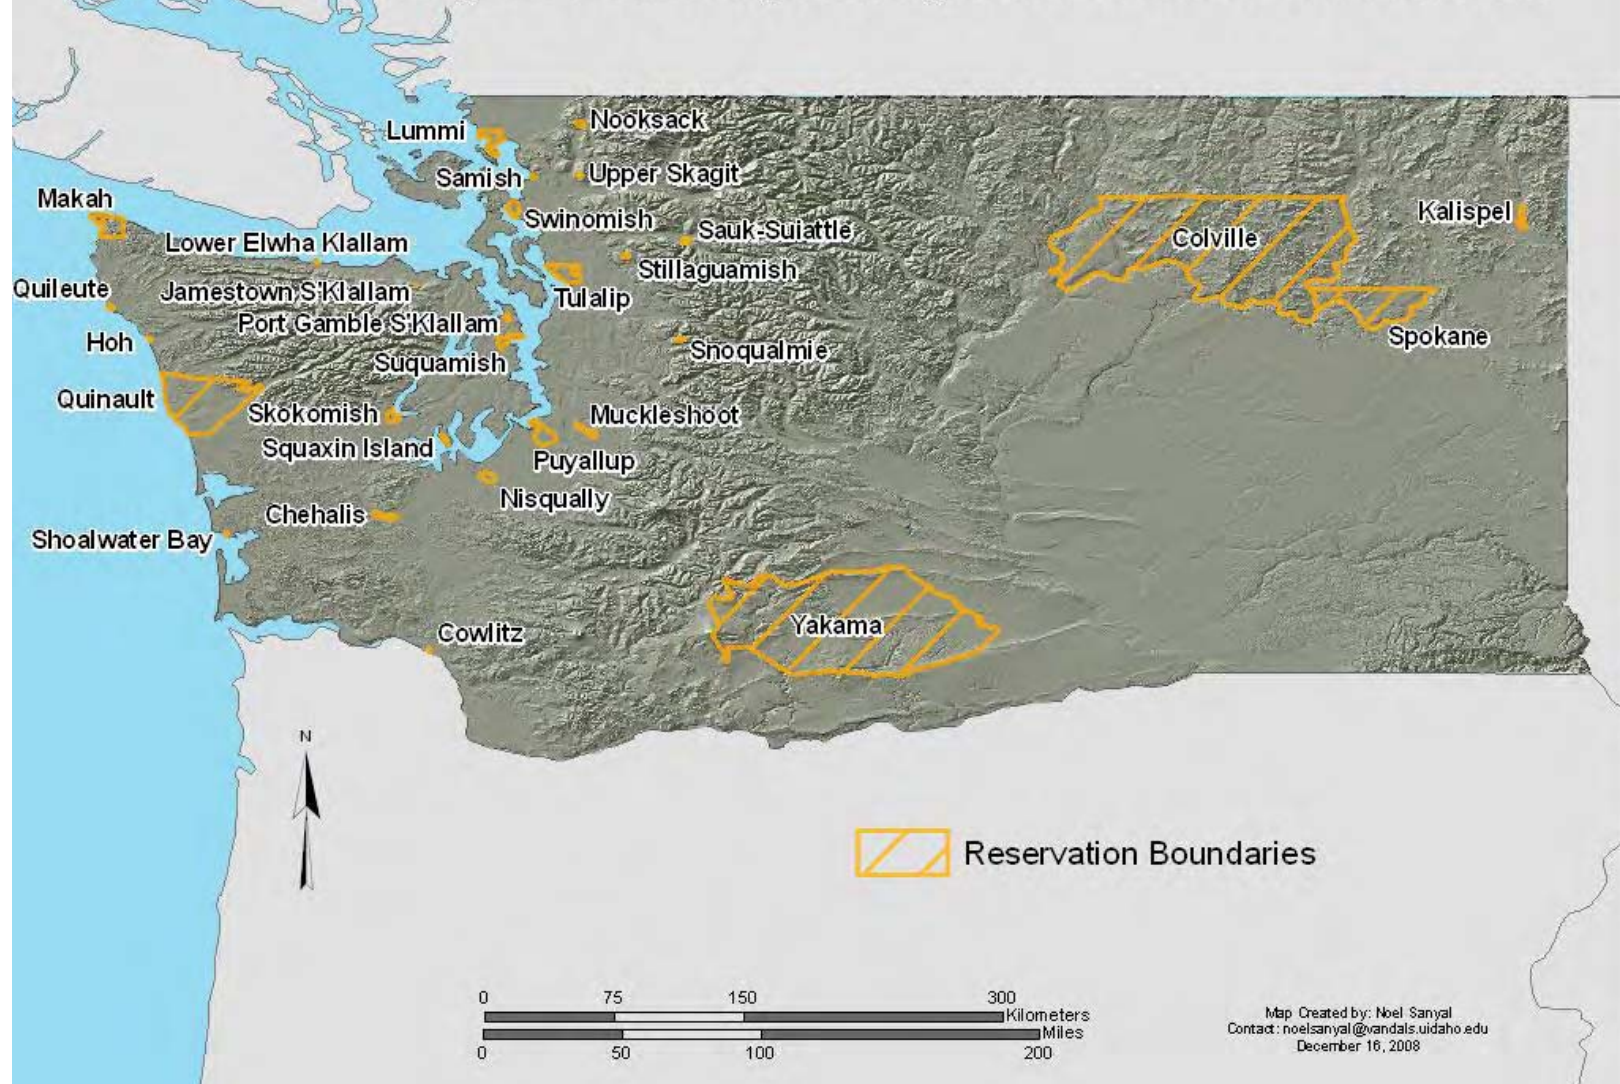 Nooksack
Lummi
Samish
Upper Skagit
Makah
Swinomish
Kalispel
Sauk-Suiattle
Colville
Lower Elwha Klallam
Stillaguamish
Quileute
Jamestown S'Klallam
Tulalip
Port Gamble S'Klallam
Spokane
Hoh
Snoqualmie
Suquamish
Quinault
Skokomish
Muckleshoot
Squaxin Island
Puyallup
Nisqually
Chehalis
Shoalwater Bay
Yakama
Cowlitz
N
Reservation Boundaries
0 75 150 300
Kilometers
Miles
0 50 100 200
Map Created by: Noel Sanyal
Contact: noelsanyal@vandals.uidaho.edu
December 16, 2008